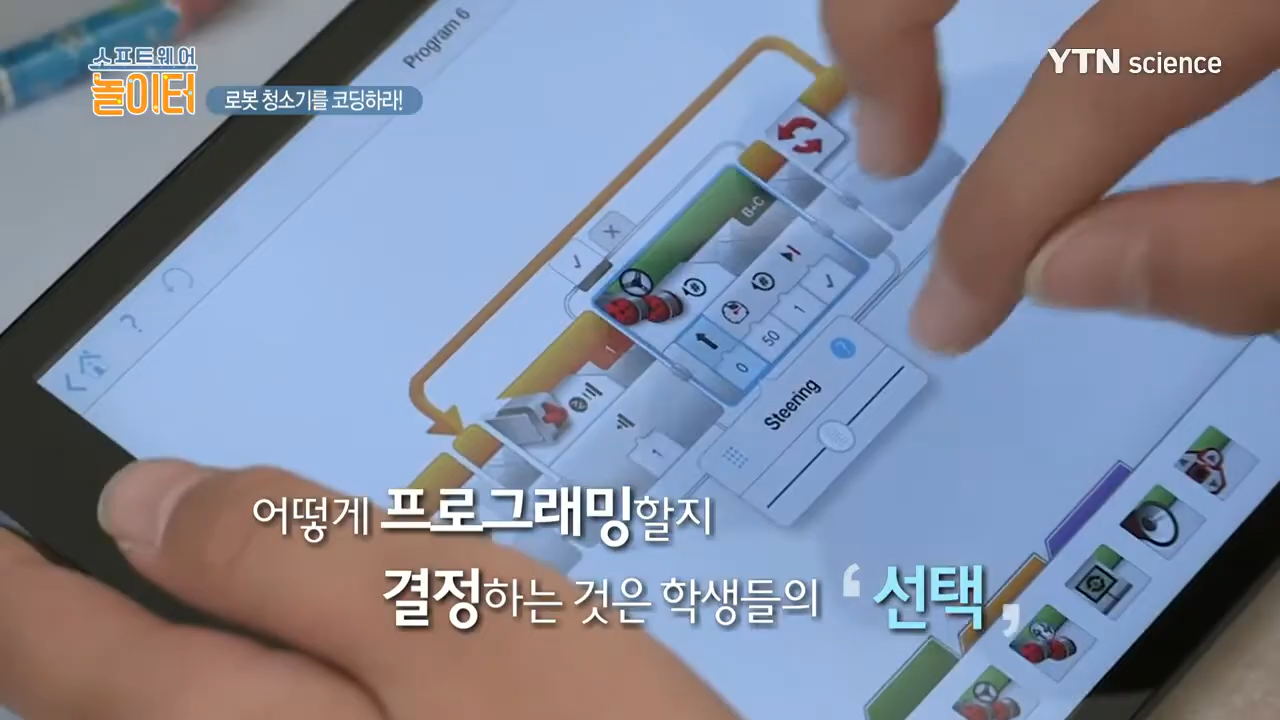 소프트웨어
놀이터
로봇 청소기를 코딩하라!
YTN science
Program 6
B+C
#
#
0
50
1
1
1
?
?
Steering
어떻게 프로그래밍할지
결정하는 것은 학생들의 ‘선택’